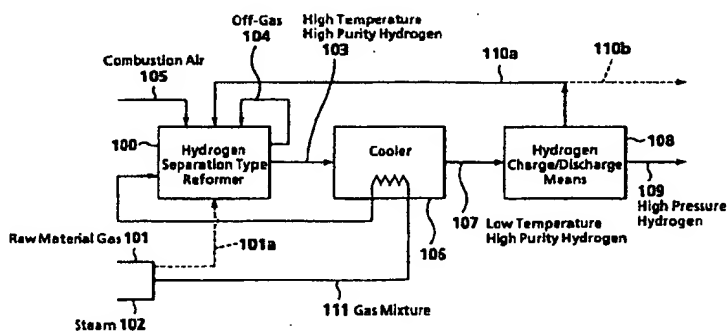 Off-Gas
104
High Temperature
High Purity Hydrogen
103
110a
110b
Combustion Air
105
100
Hydrogen
Separation Type
Reformer
Cooler
Hydrogen
Charge/Discharge
Means
108
109
High Pressure
Hydrogen
107
Low Temperature
High Purity Hydrogen
106
Raw Material Gas 101
101a
Steam 102
111 Gas Mixture